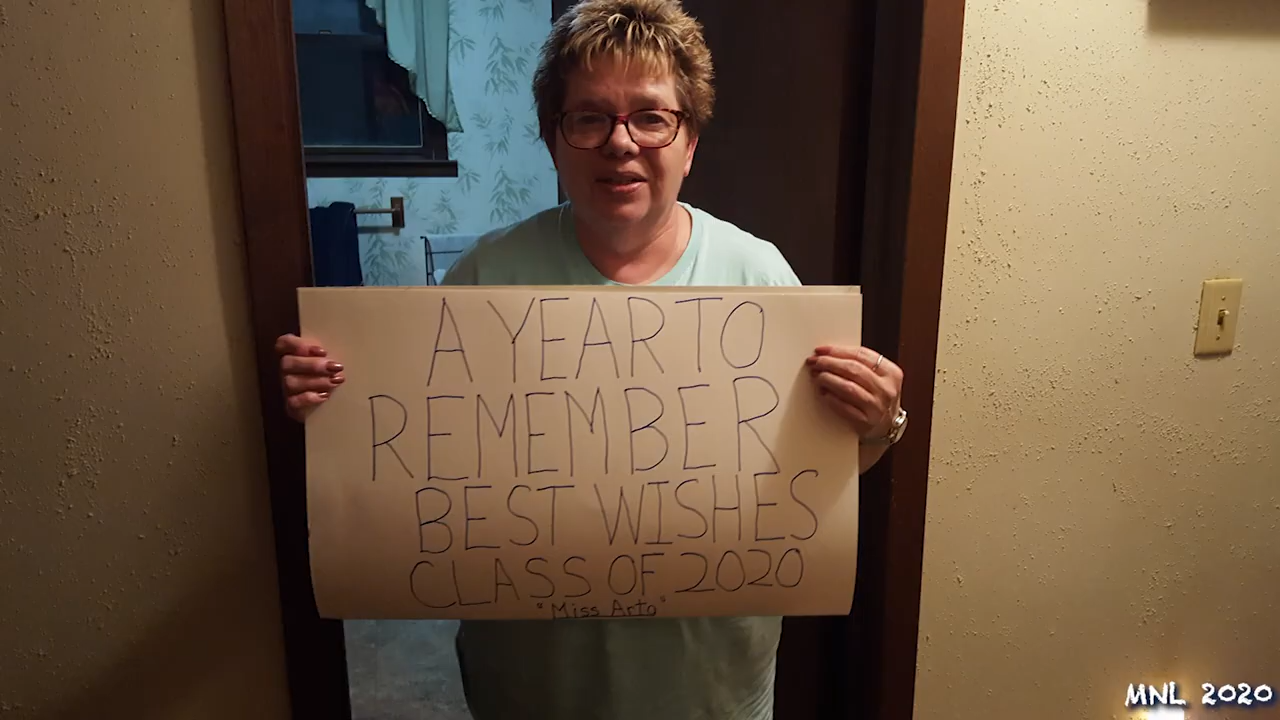 A YEAR TO
REMEMBER
BEST WISHES
CLASS OF 2020
"Miss Arto"
MNL 2020